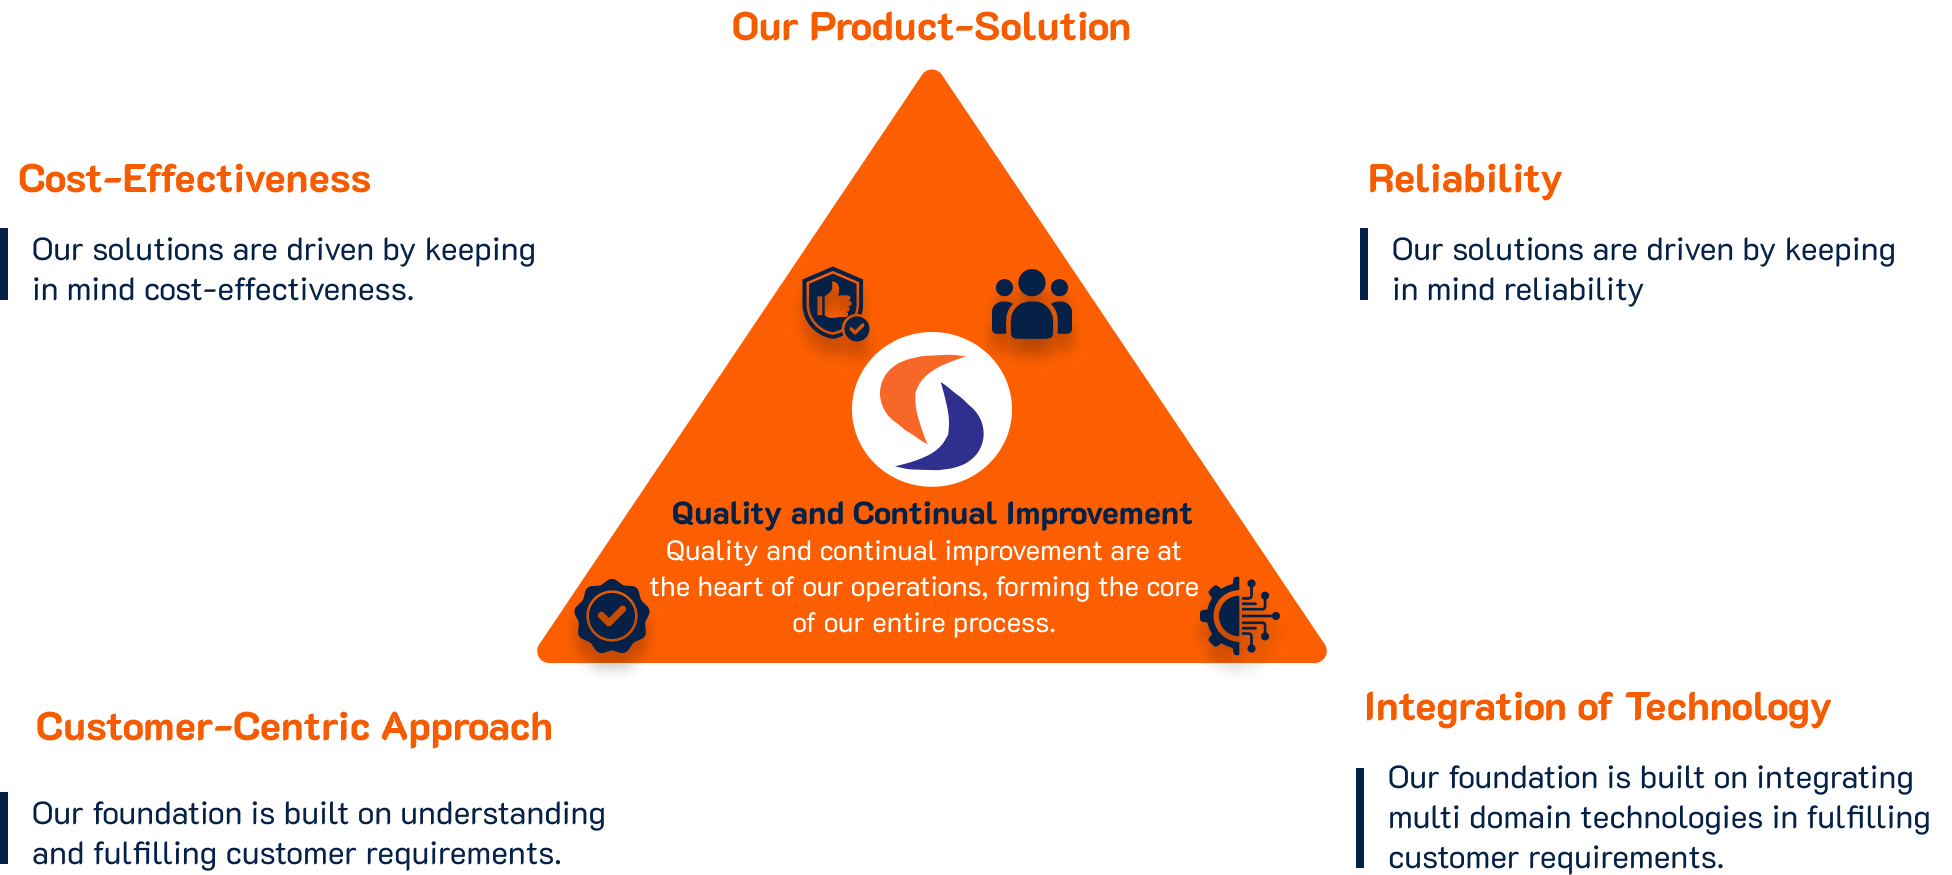 Our Product-Solution
Cost-Effectiveness
Our solutions are driven by keeping
in mind cost-effectiveness.
Reliability
Our solutions are driven by keeping
in mind reliability
Quality and Continual Improvement
Quality and continual improvement are at
the heart of our operations, forming the core
of our entire process.
Customer-Centric Approach
Our foundation is built on understanding
and fulfilling customer requirements.
Integration of Technology
Our foundation is built on integrating
multi domain technologies in fulfilling
customer requirements.